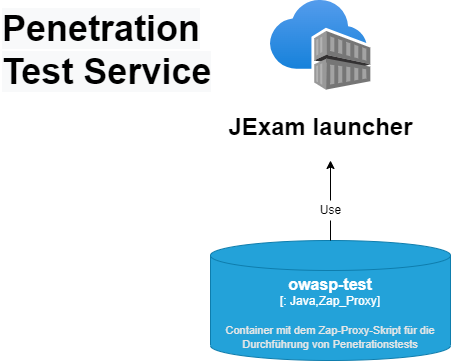 Penetration
Test Service
JExam launcher
Use
owasp-test
[: Java,Zap_Proxy]
Container mit dem Zap-Proxy-Skript für die
Durchführung von Penetrationstests